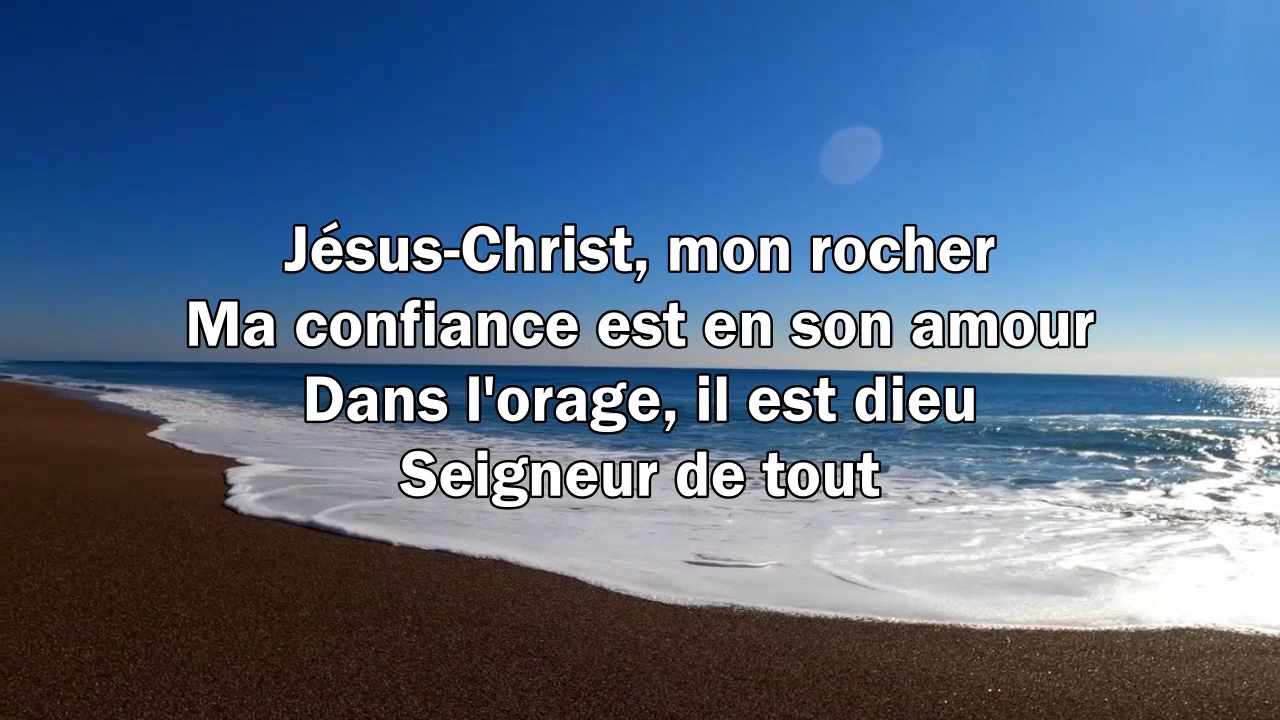 Jésus-Christ, mon rocher
Ma confiance est en son amour
Dans l'orage, il est dieu
Seigneur de tout